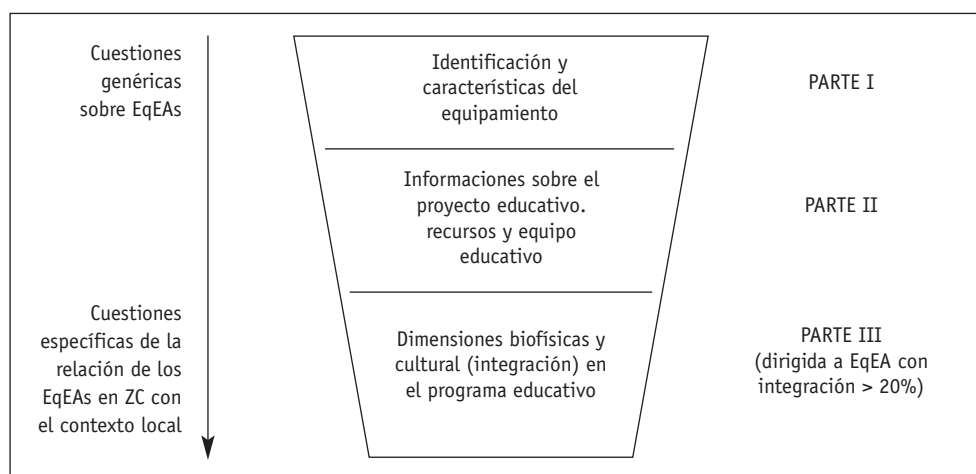 Cuestiones
genéricas
sobre EqEAs
Identificación y
características del
equipamiento
PARTE I
Informaciones sobre el
proyecto educativo.
recursos y equipo
educativo
PARTE II
Cuestiones
específicas de la
relación de los
EqEAs en ZC con
el contexto local
Dimensiones biofísicas y
cultural (integración) en
el programa educativo
PARTE III
(dirigida a EqEA con
integración > 20%)